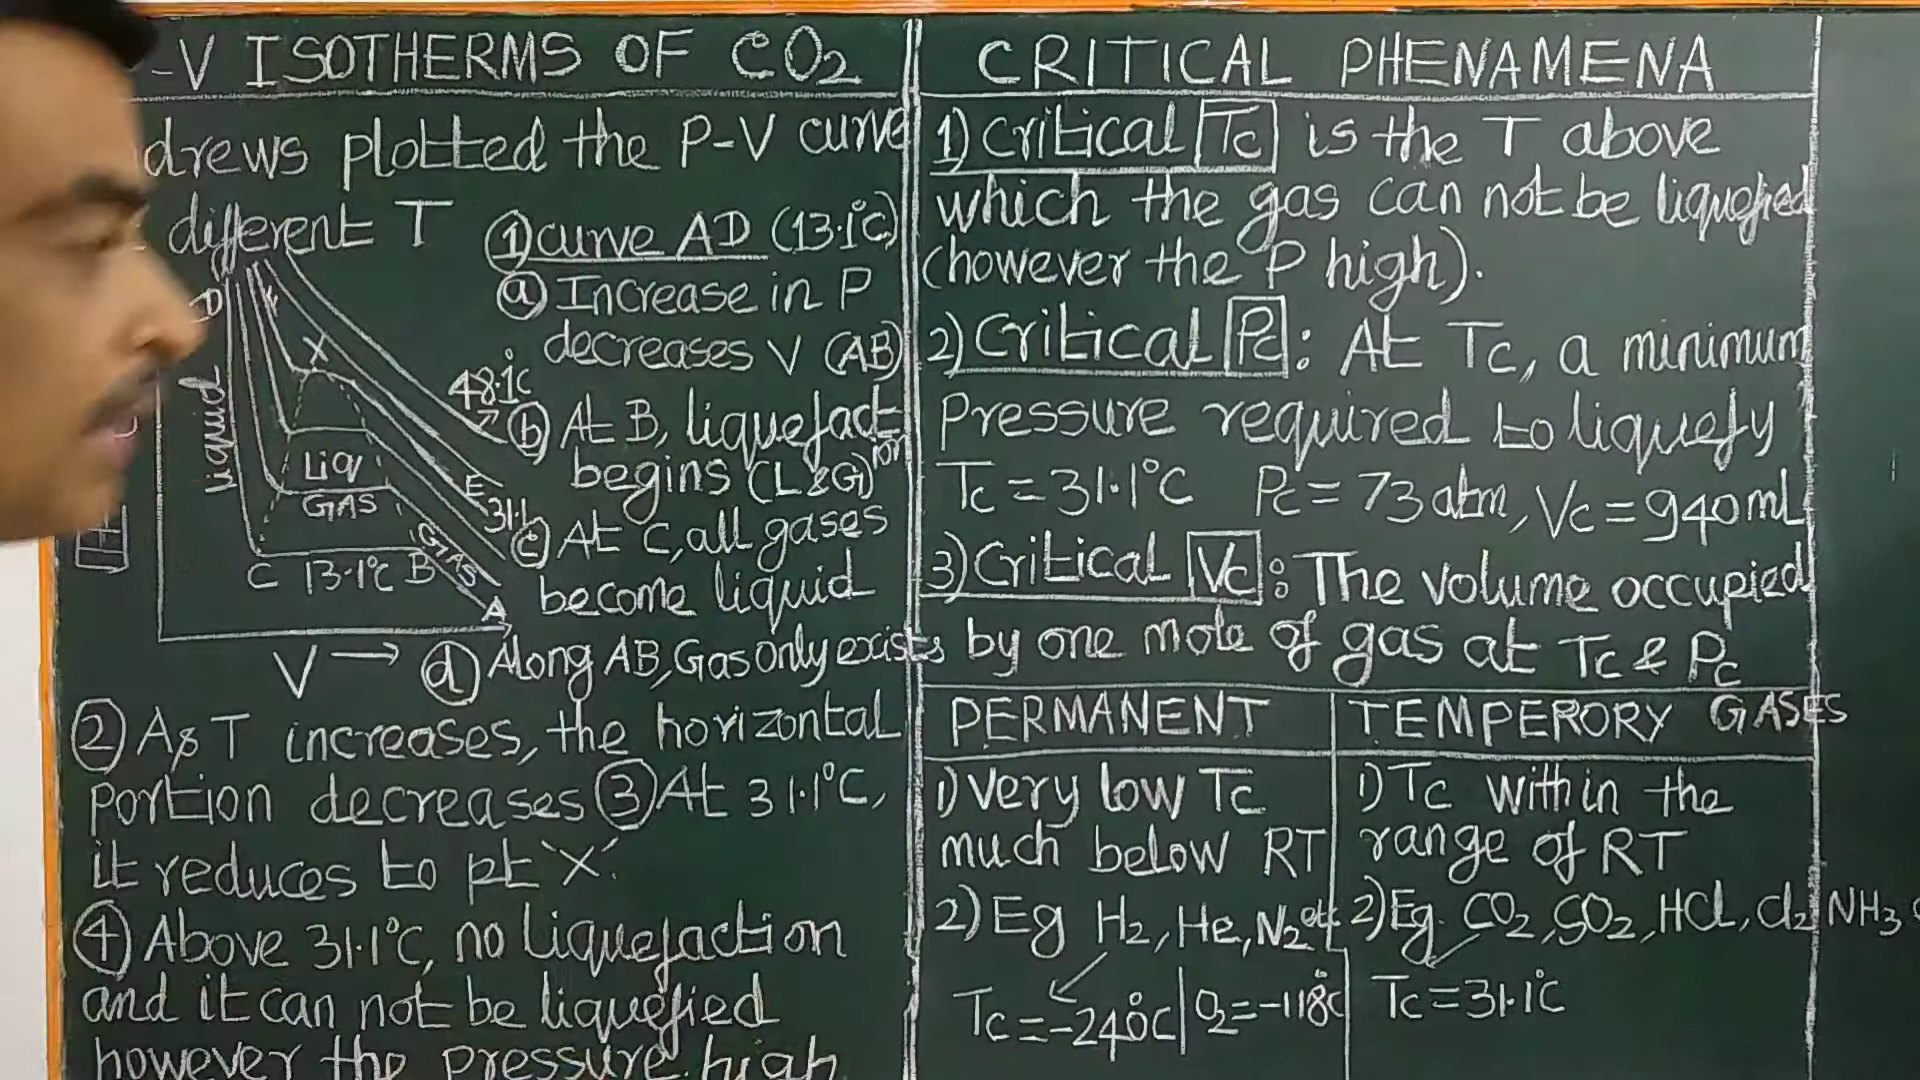 -V ISOTHERMS OF CO2
drews plotted the P-V curve
different T
① curve AD (13.1°C)
ⓐ Increase in P
decreases V (AB)
ⓑ At B, liquefaction
begins (L&G)
ⓒ At C, all gases
become liquid
ⓓ Along AB, Gas only exists
D
X
liquid
48.1°C
Liq
GAS
E
31.1
GAS
C 13.1°C B
A
V →
② As T increases, the horizontal
portion decreases ③ At 31.1°C,
it reduces to pt 'X'.
④ Above 31.1°C, no liquefaction
and it can not be liquefied
however the pressure high
CRITICAL PHENAMENA
1) Critical Tc is the T above
which the gas can not be liquefied
(however the P high).
2) Critical Pc: At Tc, a minimum
Pressure required to liquefy
Tc = 31.1°C Pc = 73 atm, Vc = 940 mL
3) Critical Vc: The volume occupied
by one mole of gas at Tc & Pc
PERMANENT
1) Very low Tc
much below RT
2) Eg H2, He, N2 etc
Tc = -240°C | O2 = -118°C
TEMPERORY GASES
1) Tc within the
range of RT
2) Eg. CO2, SO2, HCl, Cl2 NH3
Tc = 31.1°C